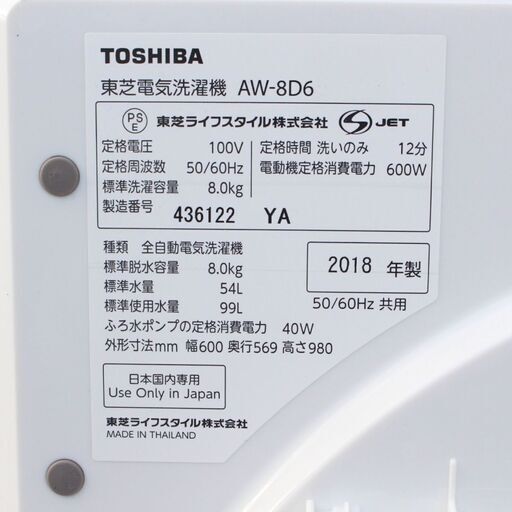 TOSHIBA
東芝電気洗濯機 AW-8D6
PS E 東芝ライフスタイル株式会社 S JET
定格電圧 100V
定格周波数 50/60Hz
標準洗濯容量 8.0kg
製造番号 436122 YA
定格時間 洗いのみ 12分
電動機定格消費電力 600W
種類 全自動電気洗濯機
標準脱水容量 8.0kg
標準水量 54L
標準使用水量 99L
2018 年製
50/60Hz 共用
ふろ水ポンプの定格消費電力 40W
外形寸法mm 幅600 奥行569 高さ980
日本国内専用
Use Only in Japan
東芝ライフスタイル株式会社
MADE IN THAILAND